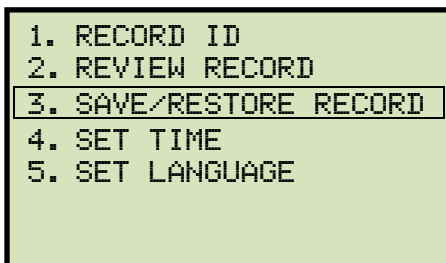 1. RECORD ID
2. REVIEW RECORD
3. SAVE/RESTORE RECORD
4. SET TIME
5. SET LANGUAGE